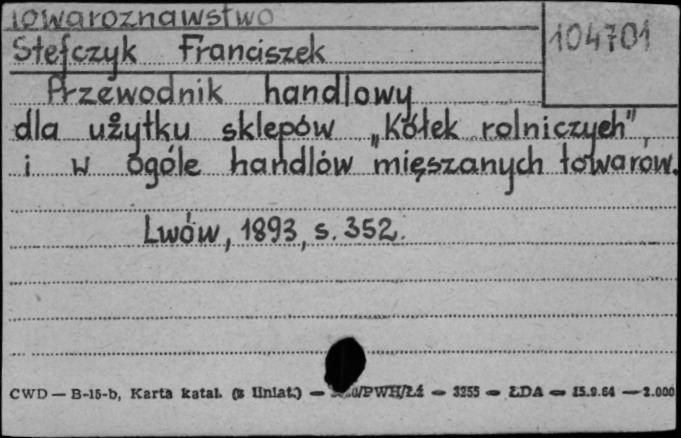 Towaroznawstwo
104701
Stefczyk Franciszek
Przewodnik handlowy
dla użytku sklepów „Kółek rolniczych”
i w ogóle handlów mięszanych towarów.
Lwów, 1893, s. 352.
CWD — B-15-b, Karta katal. (z liniat.) — /PWH/Łź — 3255 — ŁDA — 15.9.64 — 2.000